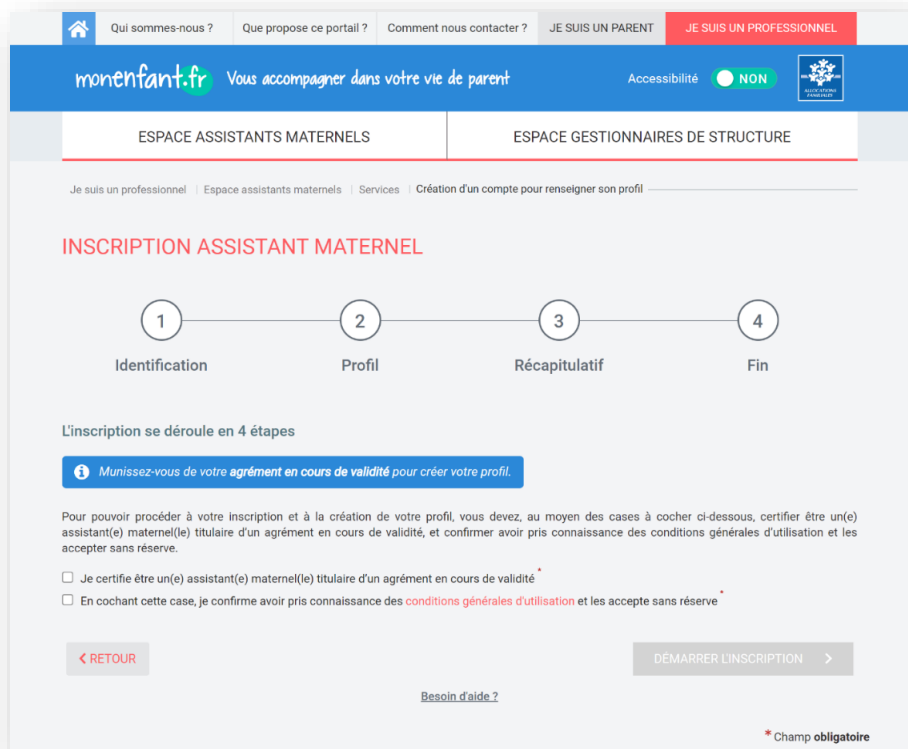 Qui sommes-nous ? Que propose ce portail ? Comment nous contacter ? JE SUIS UN PARENT JE SUIS UN PROFESSIONNEL
monenfant.fr Vous accompagner dans votre vie de parent Accessibilité NON
ALLOCATIONS FAMILIALES
ESPACE ASSISTANTS MATERNELS ESPACE GESTIONNAIRES DE STRUCTURE
Je suis un professionnel | Espace assistants maternels | Services | Création d'un compte pour renseigner son profil
INSCRIPTION ASSISTANT MATERNEL
1 2 3 4
Identification Profil Récapitulatif Fin
L'inscription se déroule en 4 étapes
Munissez-vous de votre agrément en cours de validité pour créer votre profil.
Pour pouvoir procéder à votre inscription et à la création de votre profil, vous devez, au moyen des cases à cocher ci-dessous, certifier être un(e)
assistant(e) maternel(le) titulaire d'un agrément en cours de validité, et confirmer avoir pris connaissance des conditions générales d'utilisation et les
accepter sans réserve.
Je certifie être un(e) assistant(e) maternel(le) titulaire d'un agrément en cours de validité *
En cochant cette case, je confirme avoir pris connaissance des conditions générales d'utilisation et les accepte sans réserve *
< RETOUR DÉMARRER L'INSCRIPTION >
Besoin d'aide ?
* Champ obligatoire